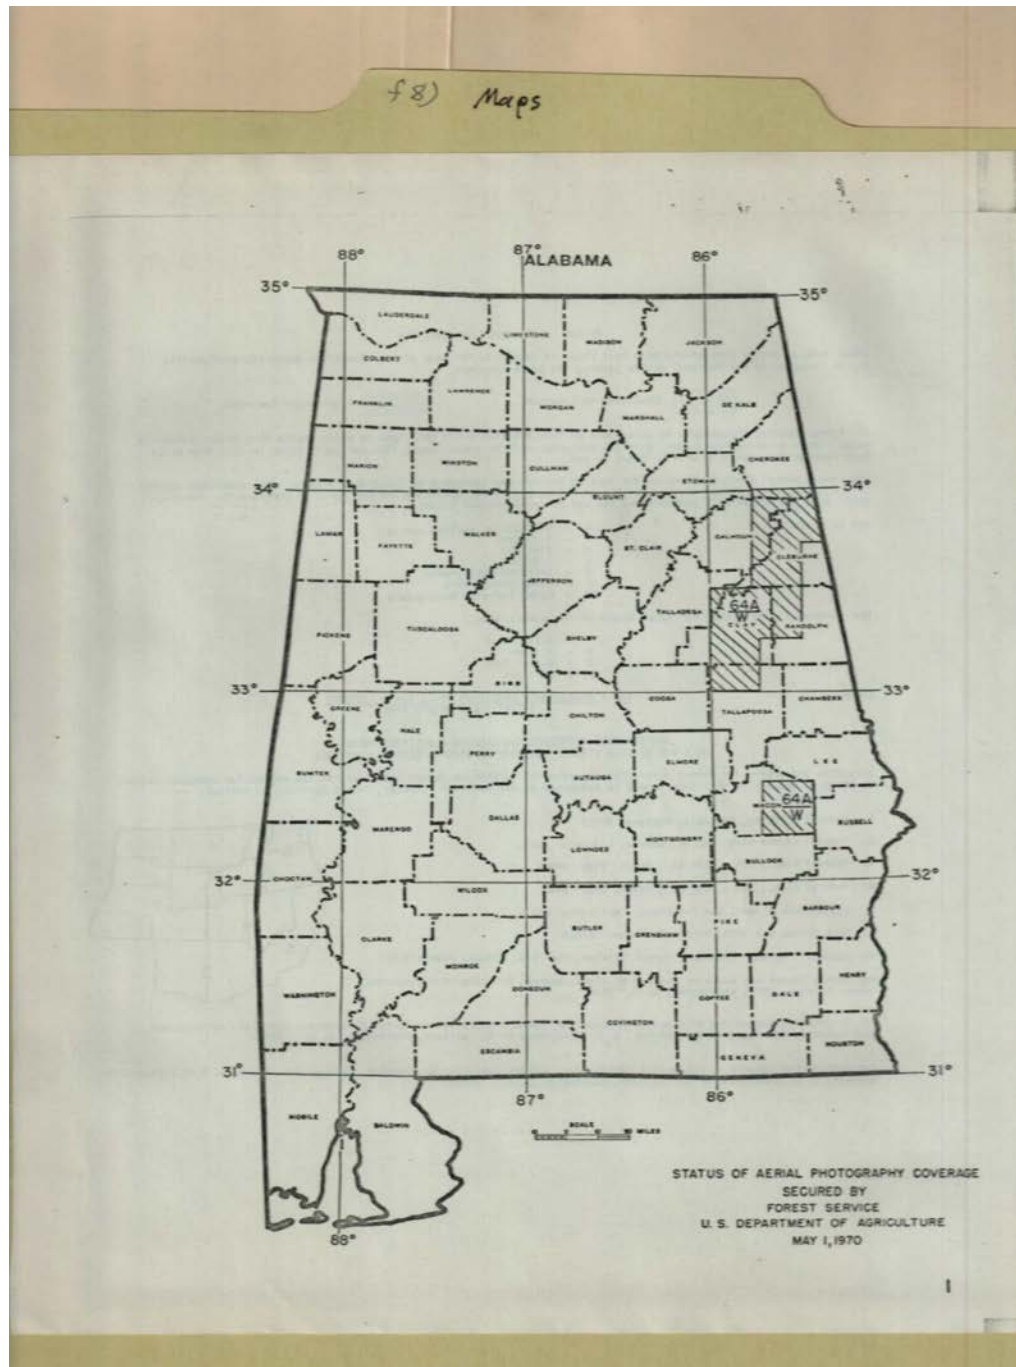 f 8) Maps
ALABAMA
88° 87° 86°
35° 35°
LAUDERDALE
LIMESTONE
MADISON
JACKSON
COLBERT
LAWRENCE
FRANKLIN
MORGAN
MARSHALL
DE KALB
MARION
WINSTON
CULLMAN
CHEROKEE
ETOWAH
BLOUNT
34° 34°
LAMAR
FAYETTE
WALKER
ST. CLAIR
CALHOUN
CLEBURNE
JEFFERSON
TALLADEGA
64A
W
CLAY
RANDOLPH
PICKENS
TUSCALOOSA
SHELBY
BIBB
33° 33°
GREENE
HALE
COOSA
TALLAPOOSA
CHAMBERS
CHILTON
PERRY
ELMORE
LEE
SUMTER
AUTAUGA
MACON
64A
W
RUSSELL
MARENGO
DALLAS
LOWNDES
MONTGOMERY
BULLOCK
32° 32°
CHOCTAW
WILCOX
BARBOUR
CLARKE
BUTLER
CRENSHAW
PIKE
MONROE
HENRY
WASHINGTON
CONECUH
COVINGTON
COFFEE
DALE
ESCAMBIA
GENEVA
HOUSTON
31° 31°
87° 86°
MOBILE
BALDWIN
SCALE
MILES
88°
STATUS OF AERIAL PHOTOGRAPHY COVERAGE
SECURED BY
FOREST SERVICE
U. S. DEPARTMENT OF AGRICULTURE
MAY 1, 1970
1